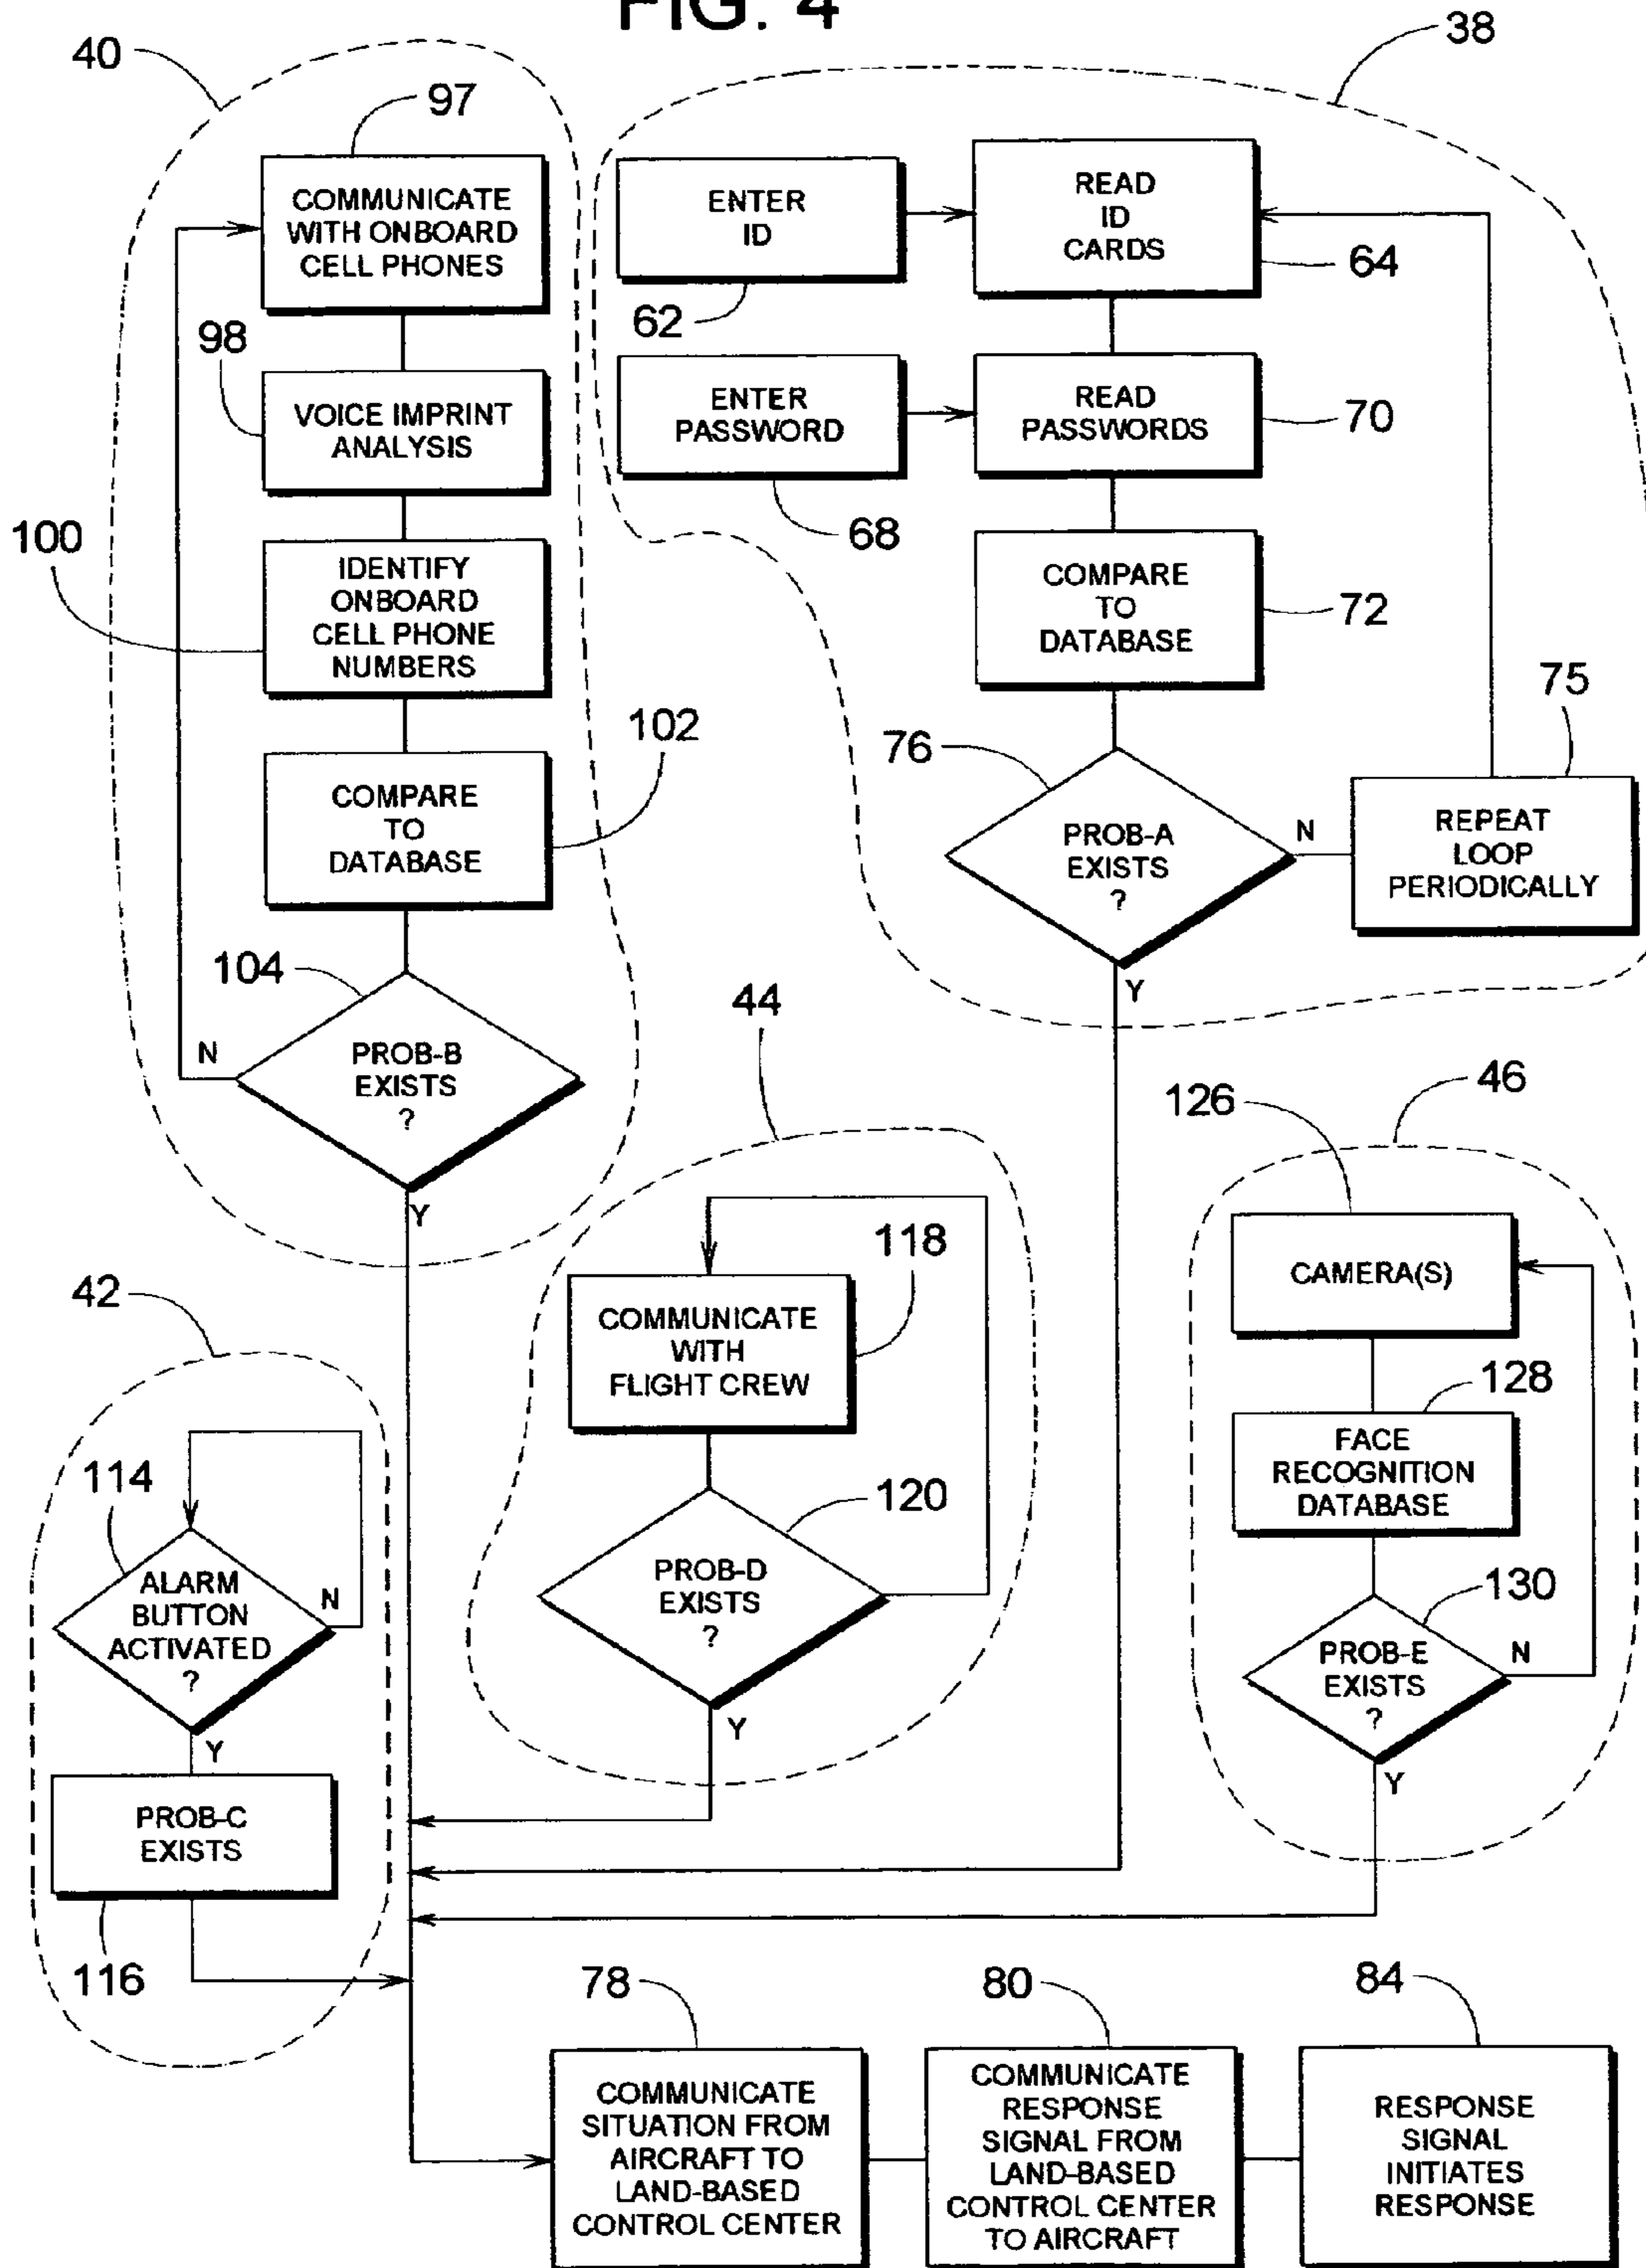 FIG. 4
40
97
COMMUNICATE
WITH ONBOARD
CELL PHONES
98
VOICE IMPRINT
ANALYSIS
100
IDENTIFY
ONBOARD
CELL PHONE
NUMBERS
102
COMPARE
TO
DATABASE
104
N
PROB-B
EXISTS
?
Y
38
ENTER
ID
62
READ
ID
CARDS
64
ENTER
PASSWORD
68
READ
PASSWORDS
70
COMPARE
TO
DATABASE
72
76
PROB-A
EXISTS
?
N
Y
75
REPEAT
LOOP
PERIODICALLY
44
118
COMMUNICATE
WITH
FLIGHT CREW
120
PROB-D
EXISTS
?
Y
46
126
CAMERA(S)
128
FACE
RECOGNITION
DATABASE
130
PROB-E
EXISTS
?
N
Y
42
114
ALARM
BUTTON
ACTIVATED
?
N
Y
PROB-C
EXISTS
116
78
COMMUNICATE
SITUATION FROM
AIRCRAFT TO
LAND-BASED
CONTROL CENTER
80
COMMUNICATE
RESPONSE
SIGNAL FROM
LAND-BASED
CONTROL CENTER
TO AIRCRAFT
84
RESPONSE
SIGNAL
INITIATES
RESPONSE